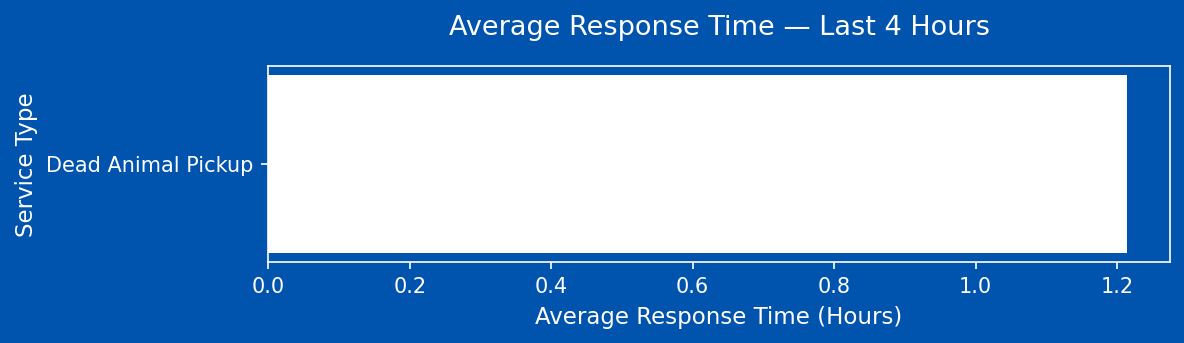 Average Response Time — Last 4 Hours
Service Type
Dead Animal Pickup
0.0 0.2 0.4 0.6 0.8 1.0 1.2
Average Response Time (Hours)